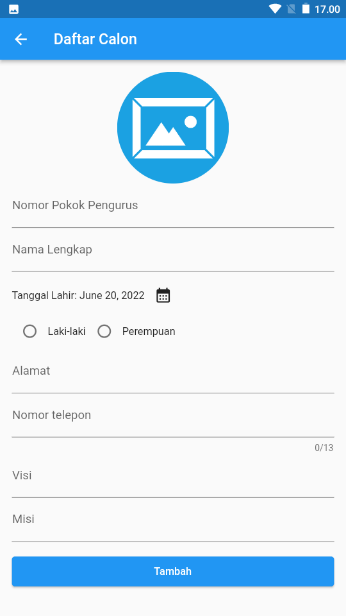 17.00
Daftar Calon
Nomor Pokok Pengurus
Nama Lengkap
Tanggal Lahir: June 20, 2022
Laki-laki Perempuan
Alamat
Nomor telepon
0/13
Visi
Misi
Tambah